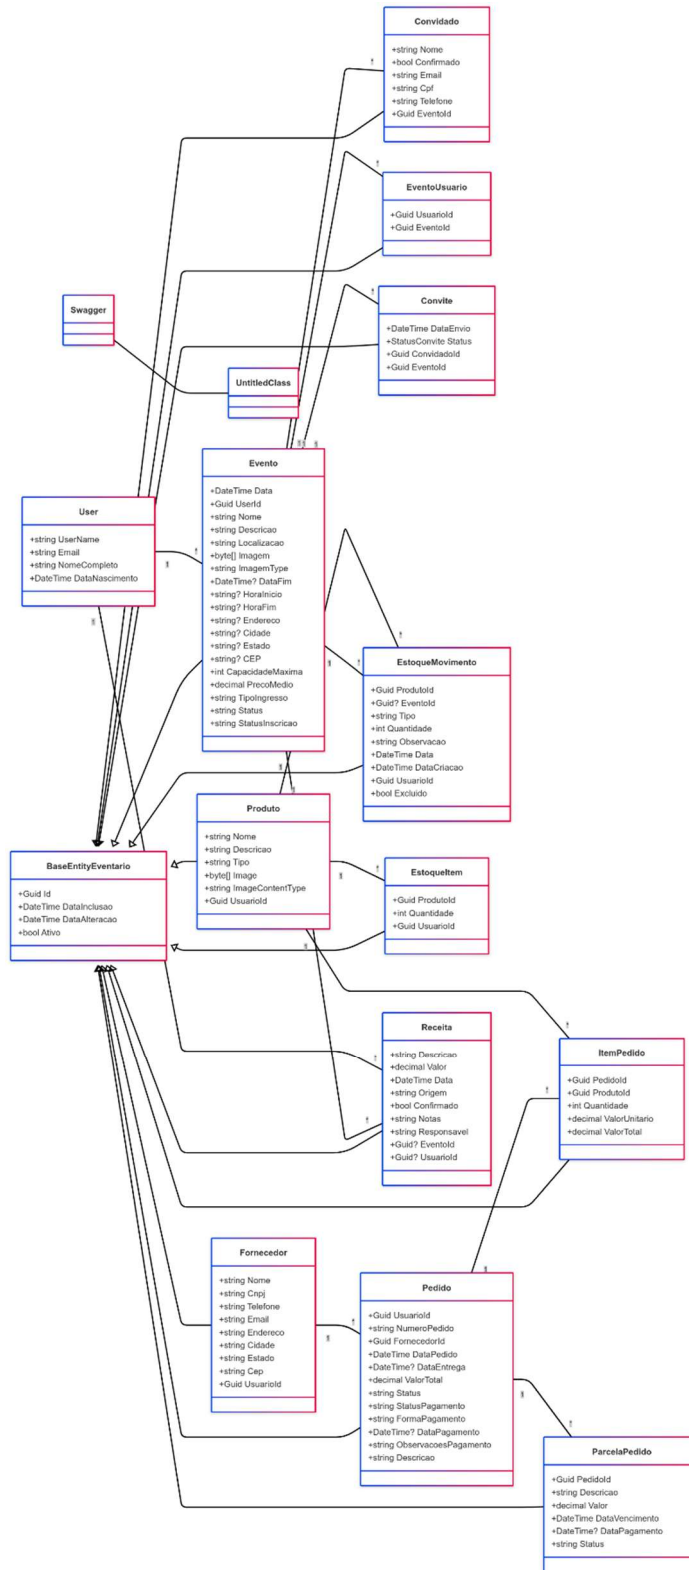 Convidado
+string Nome
+bool Confirmado
+string Email
+string Cpf
+string Telefone
+Guid EventoId
EventoUsuario
+Guid UsuarioId
+Guid EventoId
Swagger
Convite
+DateTime DataEnvio
+StatusConvite Status
+Guid ConvidadoId
+Guid EventoId
UntitledClass
Evento
+DateTime Data
+Guid UserId
+string Nome
+string Descricao
+string Localizacao
+byte[] Imagem
+string ImagemType
+DateTime? DataFim
+string? HoraInicio
+string? HoraFim
+string? Endereco
+string? Cidade
+string? Estado
+string? CEP
+int CapacidadeMaxima
+decimal PrecoMedio
+string TipoIngresso
+string Status
+string StatusInscricao
User
+string UserName
+string Email
+string NomeCompleto
+DateTime DataNascimento
EstoqueMovimento
+Guid ProdutoId
+Guid? EventoId
+string Tipo
+int Quantidade
+string Observacao
+DateTime Data
+DateTime DataCriacao
+Guid UsuarioId
+bool Excluido
Produto
+string Nome
+string Descricao
+string Tipo
+byte[] Image
+string ImageContentType
+Guid UsuarioId
BaseEntityEventario
+Guid Id
+DateTime DataInclusao
+DateTime DataAlteracao
+bool Ativo
EstoqueItem
+Guid ProdutoId
+int Quantidade
+Guid UsuarioId
Receita
+string Descricao
+decimal Valor
+DateTime Data
+string Origem
+bool Confirmado
+string Notas
+string Responsavel
+Guid? EventoId
+Guid? UsuarioId
ItemPedido
+Guid PedidoId
+Guid ProdutoId
+int Quantidade
+decimal ValorUnitario
+decimal ValorTotal
Fornecedor
+string Nome
+string Cnpj
+string Telefone
+string Email
+string Endereco
+string Cidade
+string Estado
+string Cep
+Guid UsuarioId
Pedido
+Guid UsuarioId
+string NumeroPedido
+Guid FornecedorId
+DateTime DataPedido
+DateTime? DataEntrega
+decimal ValorTotal
+string Status
+string StatusPagamento
+string FormaPagamento
+DateTime? DataPagamento
+string ObservacoesPagamento
+string Descricao
ParcelaPedido
+Guid PedidoId
+string Descricao
+decimal Valor
+DateTime DataVencimento
+DateTime? DataPagamento
+string Status